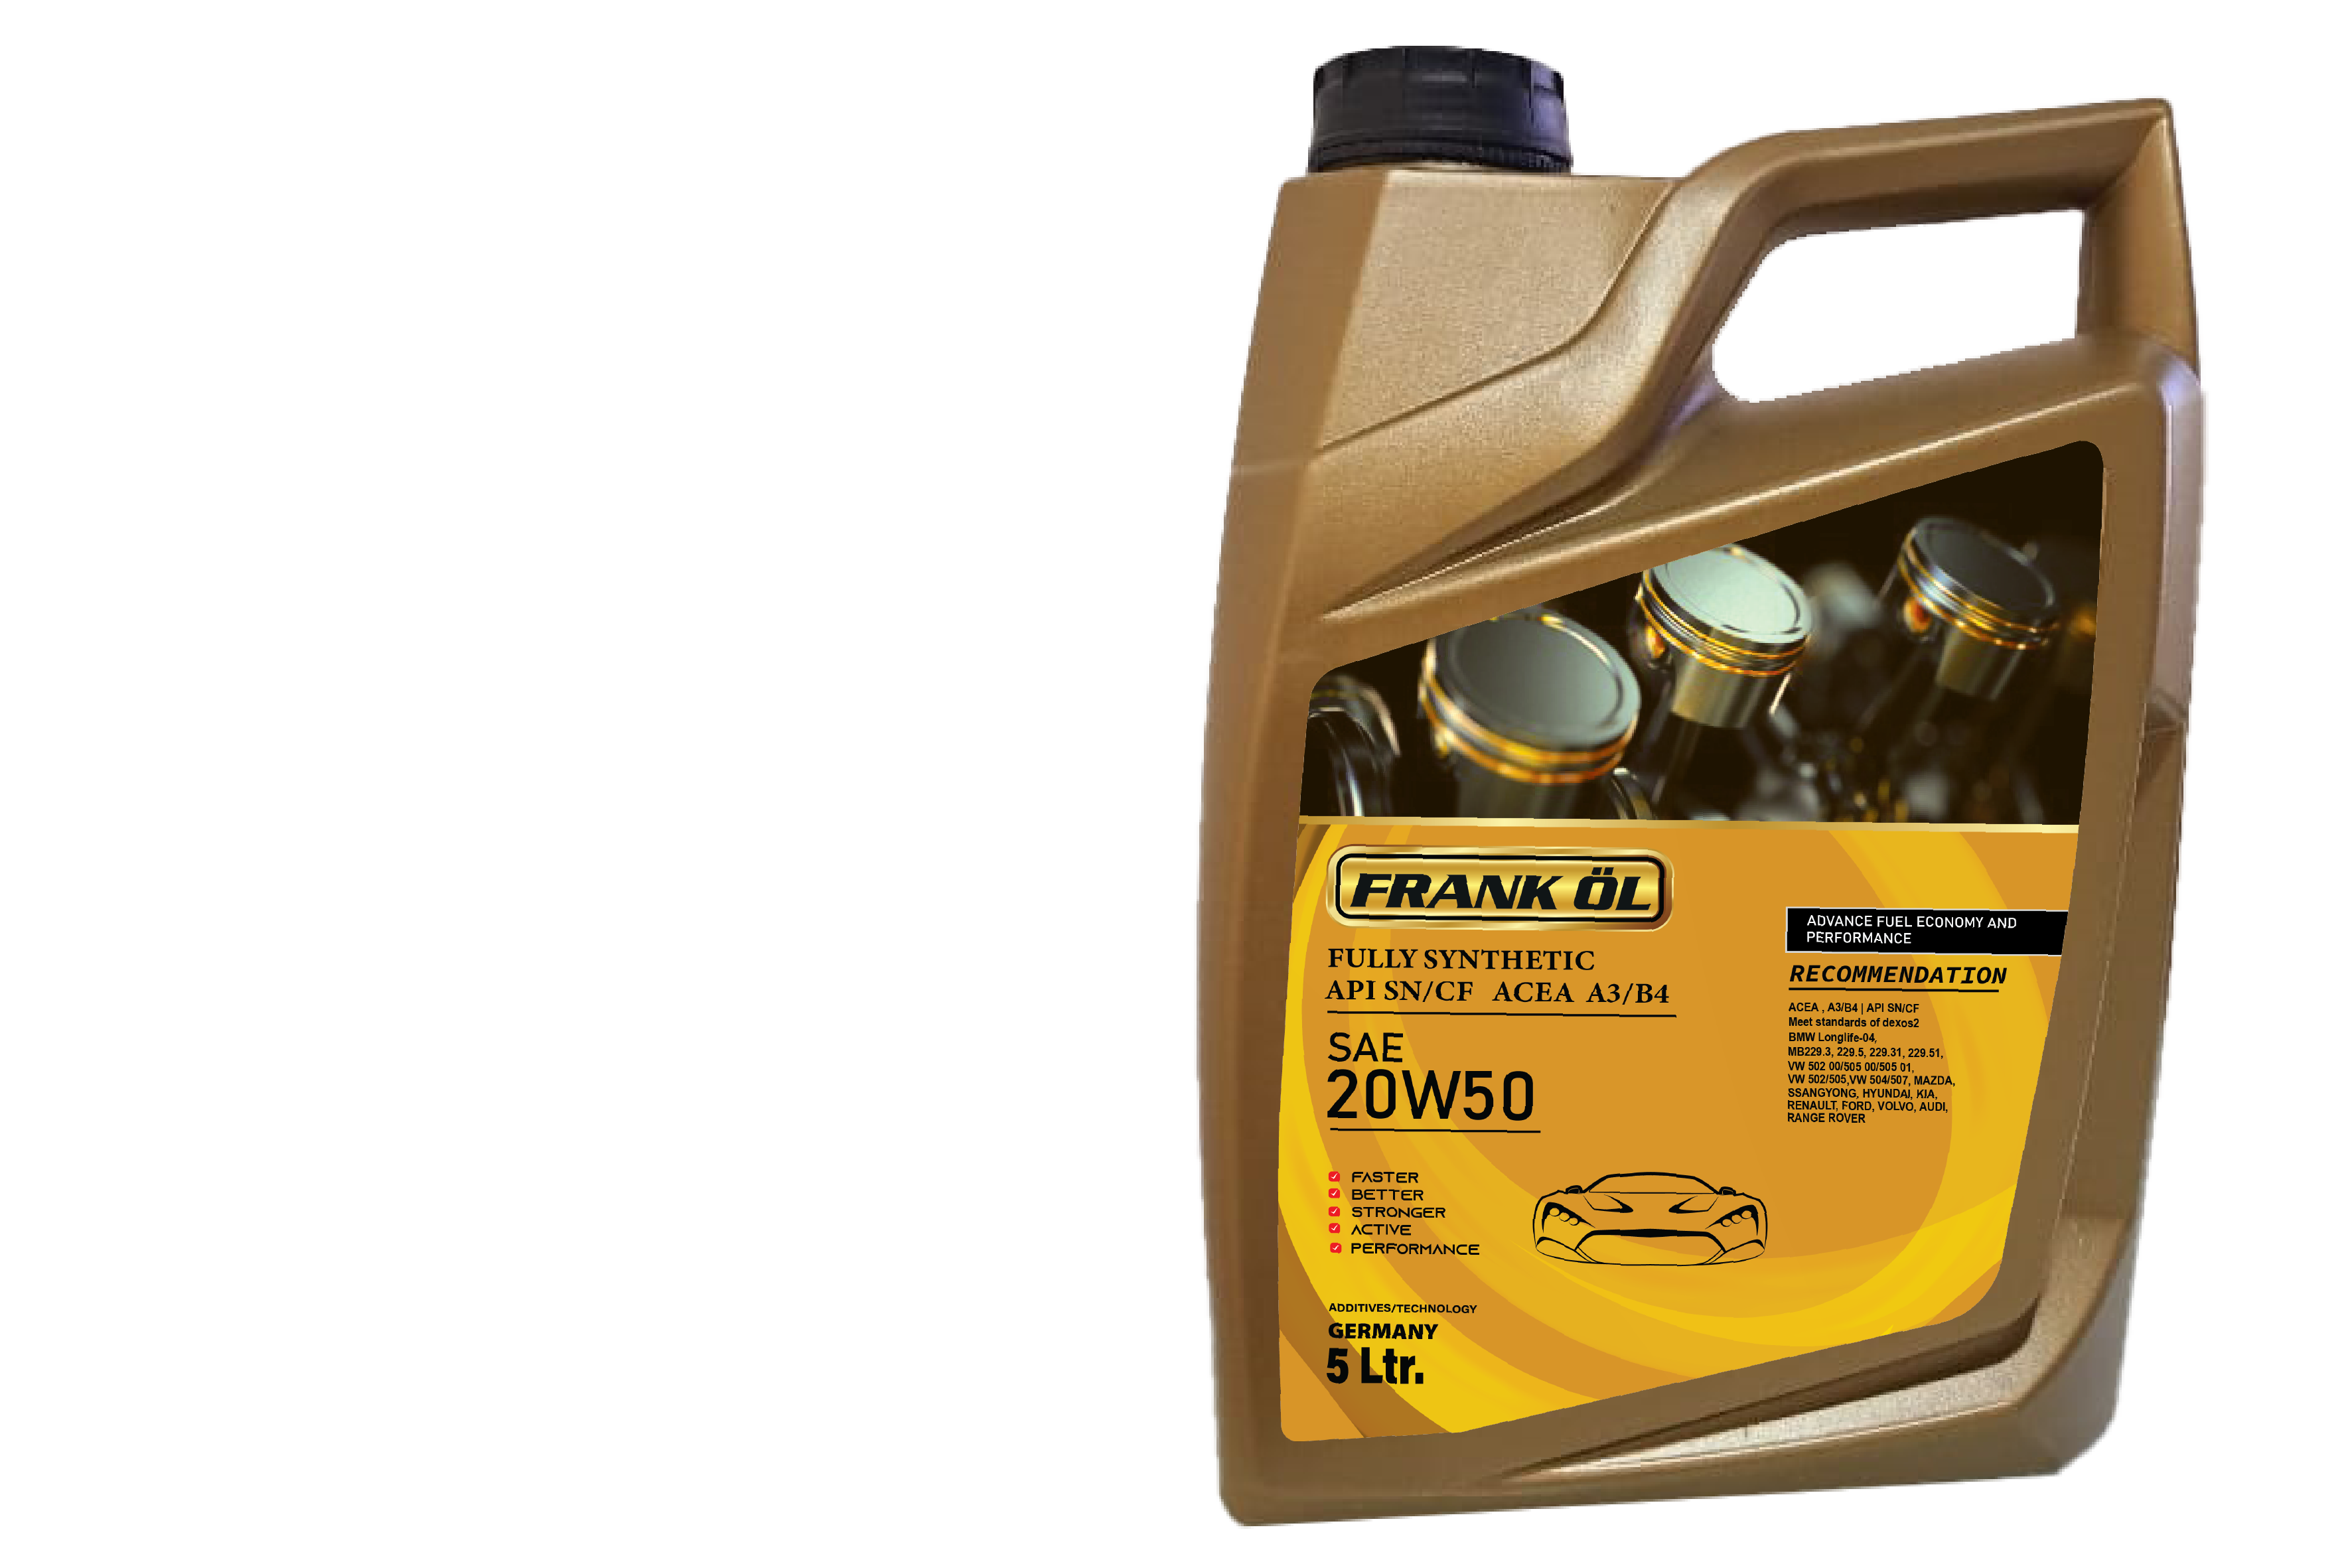 FRANK ÖL
FULLY SYNTHETIC
API SN/CF ACEA A3/B4
SAE
20W50
FASTER
BETTER
STRONGER
ACTIVE
PERFORMANCE
ADDITIVES/TECHNOLOGY
GERMANY
5 Ltr.
ADVANCE FUEL ECONOMY AND
PERFORMANCE
RECOMMENDATION
ACEA , A3/B4 | API SN/CF
Meet standards of dexos2
BMW Longlife-04,
MB229.3, 229.5, 229.31, 229.51,
VW 502 00/505 00/505 01,
VW 502/505,VW 504/507, MAZDA,
SSANGYONG, HYUNDAI, KIA,
RENAULT, FORD, VOLVO, AUDI,
RANGE ROVER